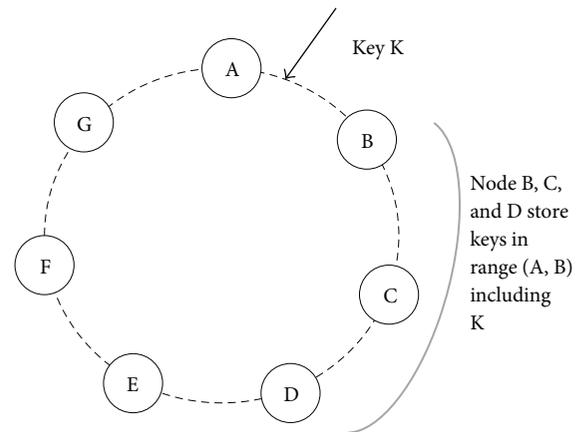 A
Key K
G
B
Node B, C,
and D store
keys in
range (A, B)
including
K
F
C
E
D